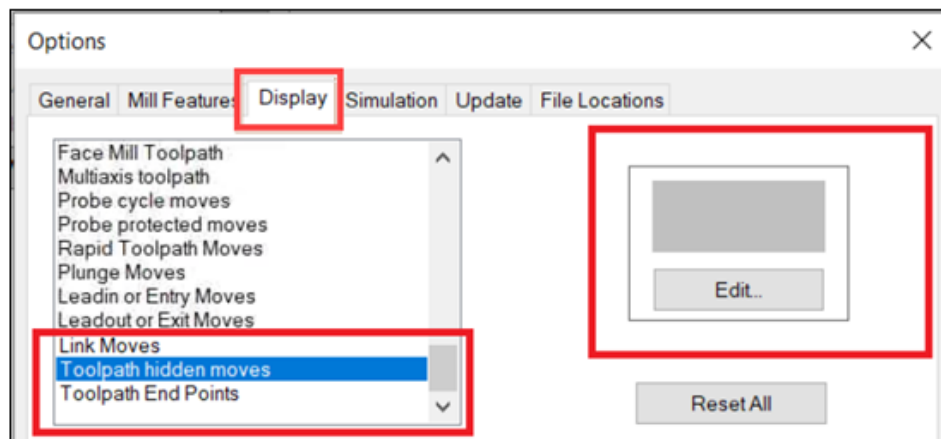 Options
General Mill Features Display Simulation Update File Locations
Face Mill Toolpath
Multiaxis toolpath
Probe cycle moves
Probe protected moves
Rapid Toolpath Moves
Plunge Moves
Leadin or Entry Moves
Leadout or Exit Moves
Link Moves
Toolpath hidden moves
Toolpath End Points
Edit...
Reset All